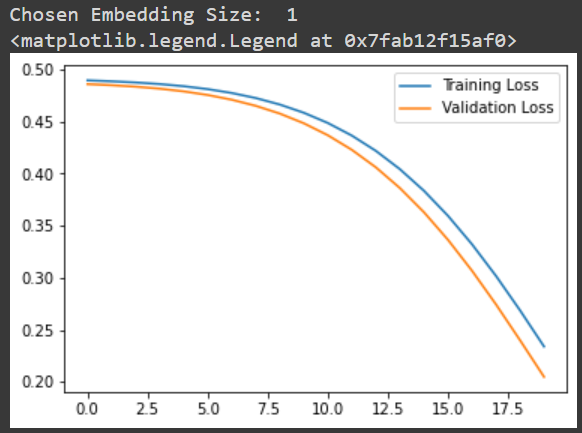 Chosen Embedding Size:  1
<matplotlib.legend.Legend at 0x7fab12f15af0>
Training Loss
Validation Loss
0.50
0.45
0.40
0.35
0.30
0.25
0.20
0.0 2.5 5.0 7.5 10.0 12.5 15.0 17.5